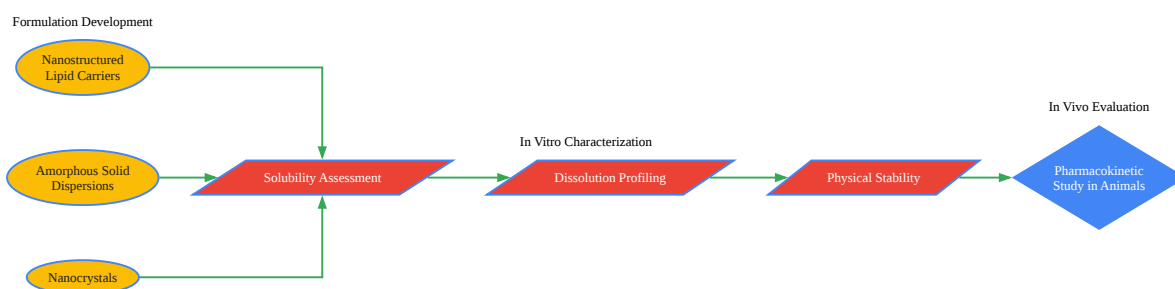 Formulation Development
Nanostructured
Lipid Carriers
In Vivo Evaluation
In Vitro Characterization
Amorphous Solid
Dispersions
Solubility Assessment
Dissolution Profiling
Physical Stability
Pharmacokinetic
Study in Animals
Nanocrystals